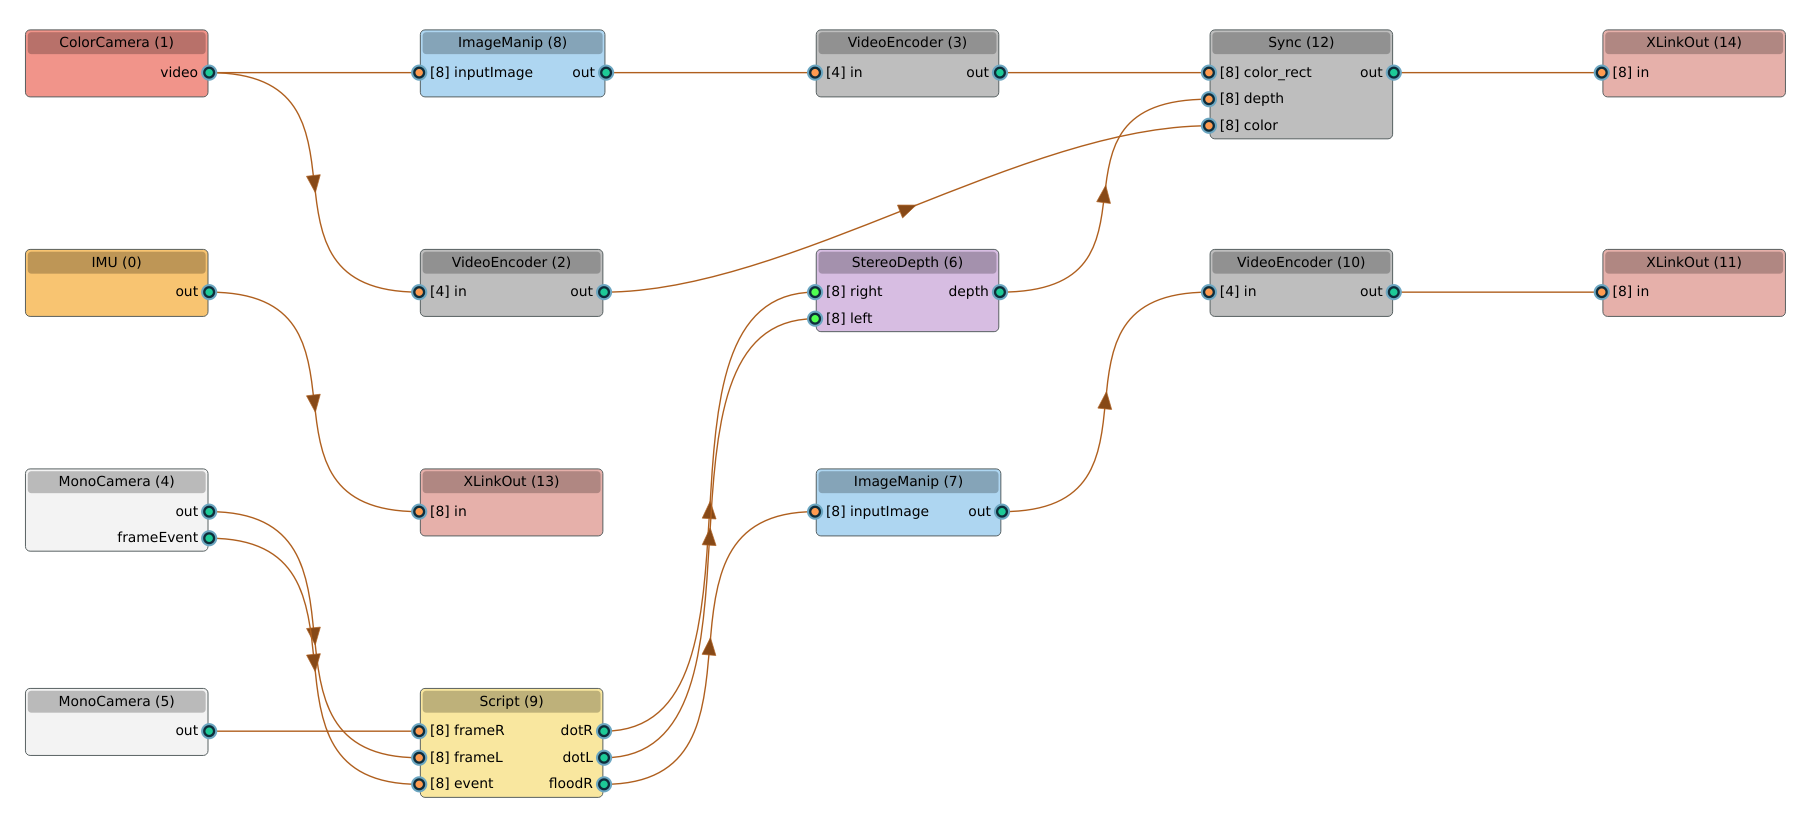 ColorCamera (1)
video
ImageManip (8)
[8] inputImage out
VideoEncoder (3)
[4] in out
Sync (12)
[8] color_rect out
[8] depth
[8] color
XLinkOut (14)
[8] in
IMU (0)
out
VideoEncoder (2)
[4] in out
StereoDepth (6)
[8] right depth
[8] left
VideoEncoder (10)
[4] in out
XLinkOut (11)
[8] in
MonoCamera (4)
out
frameEvent
XLinkOut (13)
[8] in
ImageManip (7)
[8] inputImage out
MonoCamera (5)
out
Script (9)
[8] frameR dotR
[8] frameL dotL
[8] event floodR